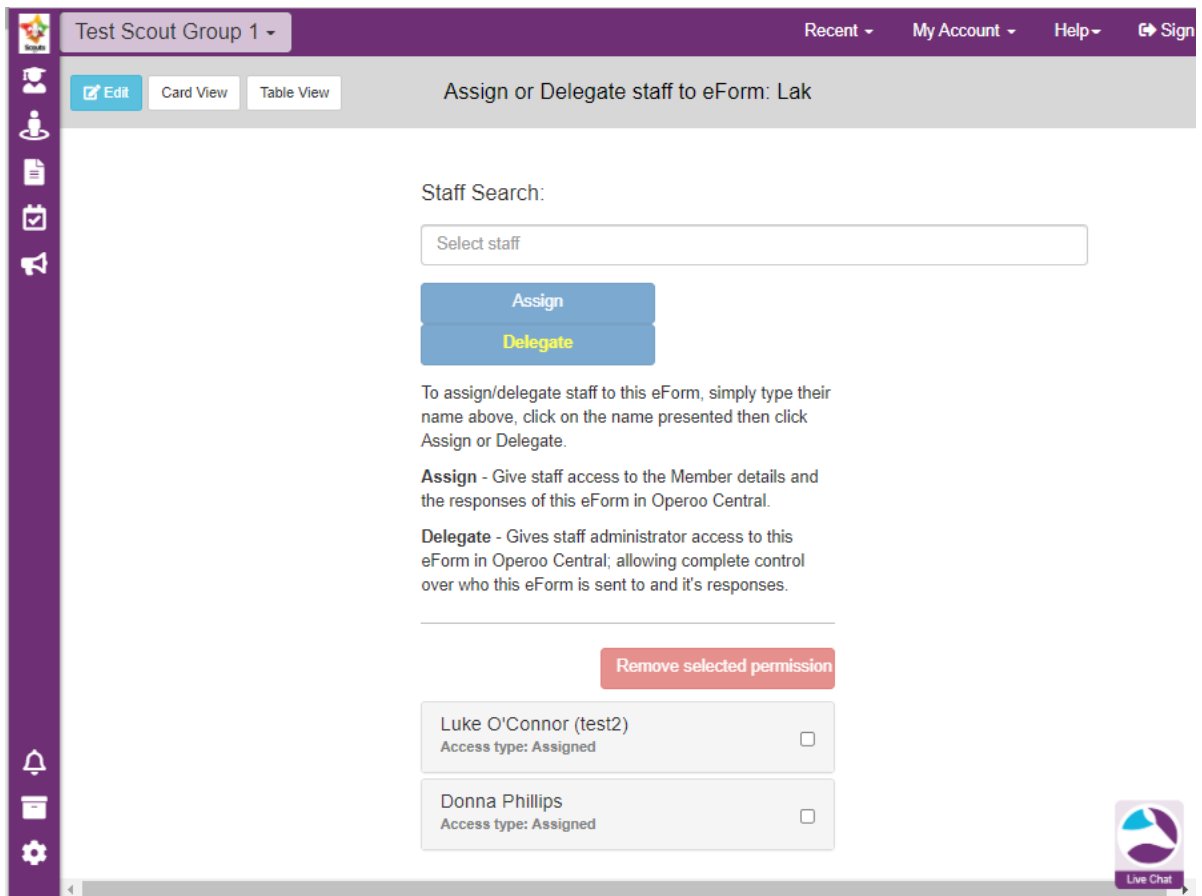 Scouts
Test Scout Group 1
Recent
My Account
Help
Sign
Edit
Card View
Table View
Assign or Delegate staff to eForm: Lak
Staff Search:
Select staff
Assign
Delegate
To assign/delegate staff to this eForm, simply type their
name above, click on the name presented then click
Assign or Delegate.
Assign - Give staff access to the Member details and
the responses of this eForm in Operoo Central.
Delegate - Gives staff administrator access to this
eForm in Operoo Central; allowing complete control
over who this eForm is sent to and it's responses.
Remove selected permission
Luke O'Connor (test2)
Access type: Assigned
Donna Phillips
Access type: Assigned
Live Chat